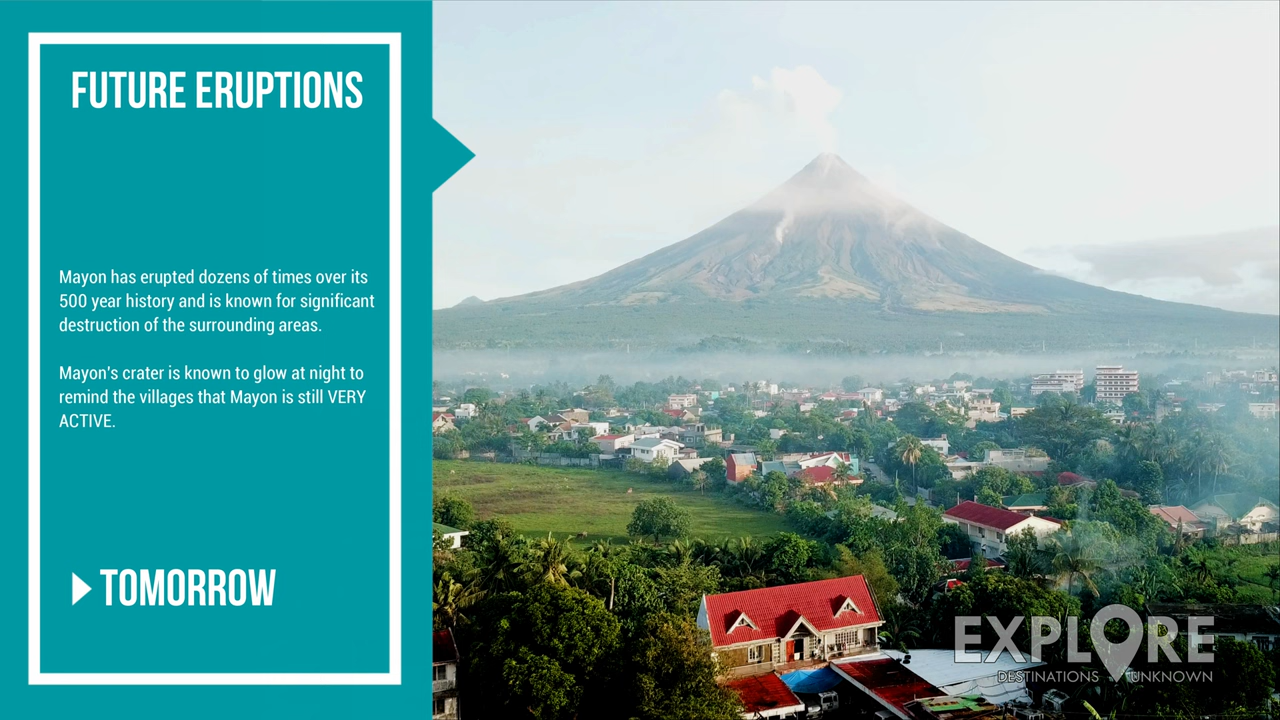 FUTURE ERUPTIONS
Mayon has erupted dozens of times over its
500 year history and is known for significant
destruction of the surrounding areas.
Mayon's crater is known to glow at night to
remind the villages that Mayon is still VERY
ACTIVE.
TOMORROW
EXPLORE
DESTINATIONS UNKNOWN